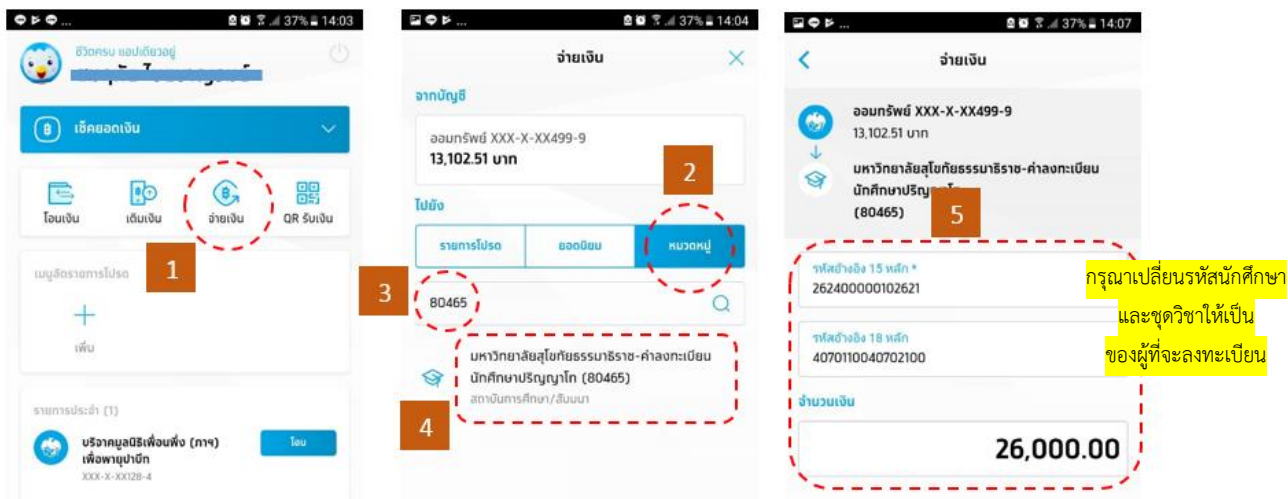 37% 14:03
ชีวิตครบ แอปเดียวอยู่
เช็คยอดเงิน
โอนเงิน
เติมเงิน
จ่ายเงิน
QR รับเงิน
1
เมนูลัดรายการโปรด
เพิ่ม
รายการประจำ (1)
บริจาคมูลนิธิเพื่อนพึ่ง (ภาฯ)
เพื่อพายุปาบึก
XXX-X-XX128-4
โอน
37% 14:04
จ่ายเงิน
จากบัญชี
ออมทรัพย์ XXX-X-XX499-9
13,102.51 บาท
2
ไปยัง
รายการโปรด
ยอดนิยม
หมวดหมู่
3
80465
มหาวิทยาลัยสุโขทัยธรรมาธิราช-ค่าลงทะเบียน
นักศึกษาปริญญาโท (80465)
สถาบันการศึกษา/สัมมนา
4
37% 14:07
จ่ายเงิน
ออมทรัพย์ XXX-X-XX499-9
13,102.51 บาท
มหาวิทยาลัยสุโขทัยธรรมาธิราช-ค่าลงทะเบียน
นักศึกษาปริญญาโท
(80465)
5
รหัสอ้างอิง 15 หลัก *
262400000102621
รหัสอ้างอิง 18 หลัก
4070110040702100
จำนวนเงิน
26,000.00
กรุณาเปลี่ยนรหัสนักศึกษา
และชุดวิชาให้เป็น
ของผู้ที่จะลงทะเบียน